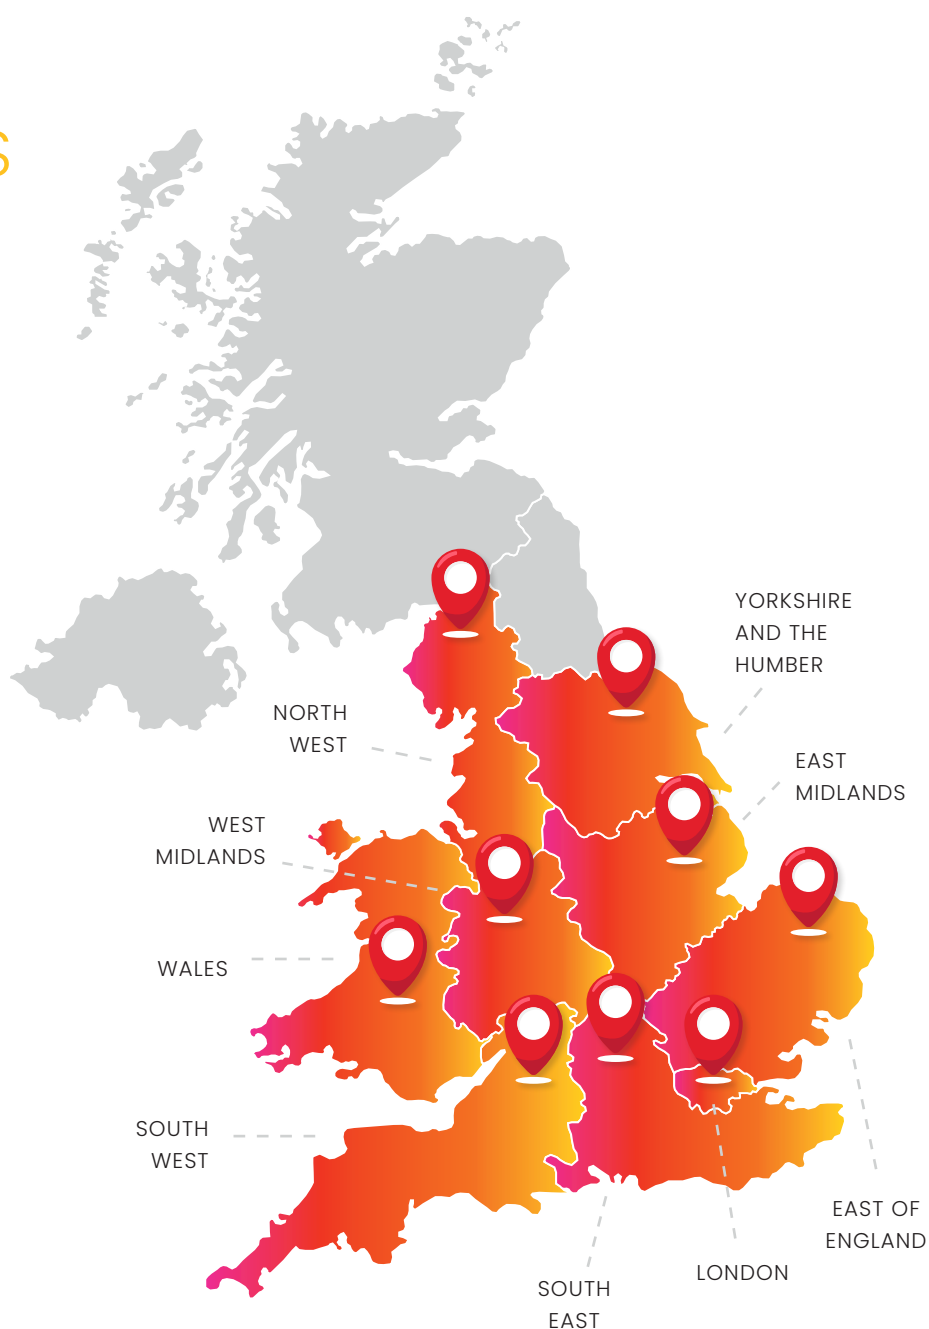 S
YORKSHIRE
AND THE
HUMBER
NORTH
WEST
EAST
MIDLANDS
WEST
MIDLANDS
WALES
SOUTH
WEST
EAST OF
ENGLAND
LONDON
SOUTH
EAST